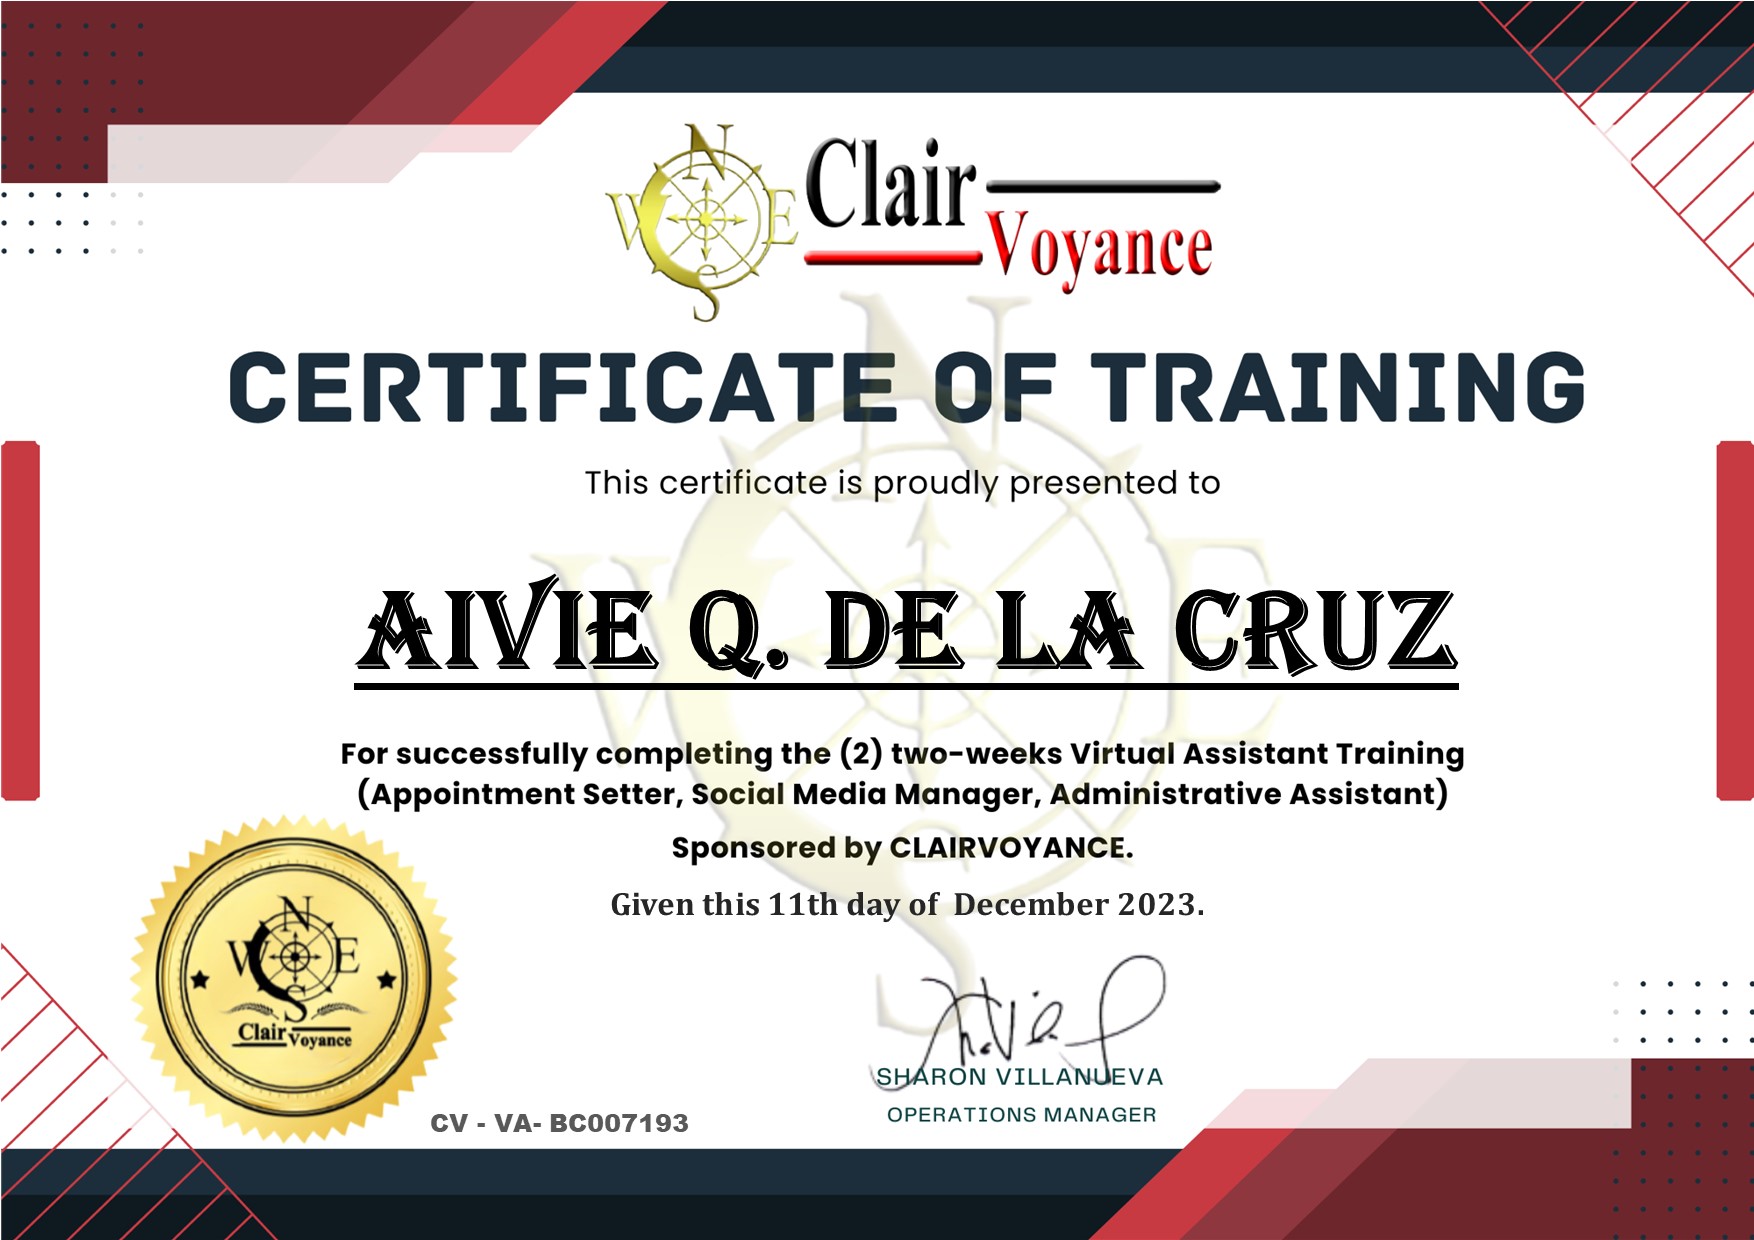 N
W E
S
Clair
Voyance
CERTIFICATE OF TRAINING
This certificate is proudly presented to
AIVIE Q. DE LA CRUZ
For successfully completing the (2) two-weeks Virtual Assistant Training
(Appointment Setter, Social Media Manager, Administrative Assistant)
Sponsored by CLAIRVOYANCE.
Given this 11th day of December 2023.
N
W E
S
Clair
Voyance
SHARON VILLANUEVA
OPERATIONS MANAGER
CV - VA- BC007193